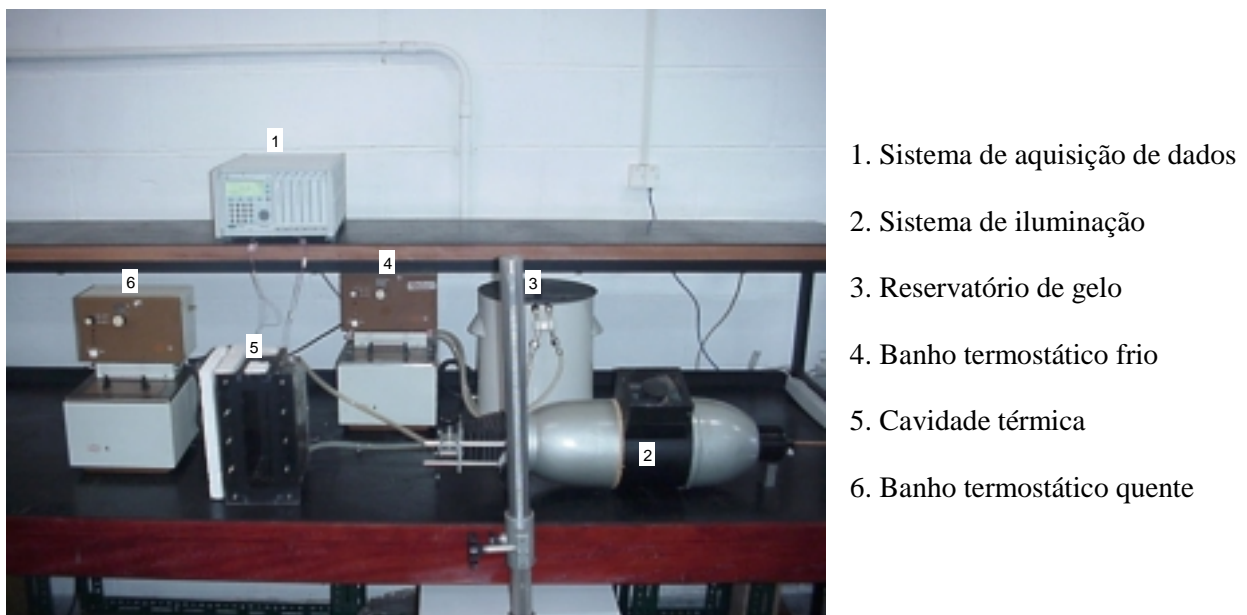 1
4
3
6
5
2
1. Sistema de aquisição de dados
2. Sistema de iluminação
3. Reservatório de gelo
4. Banho termostático frio
5. Cavidade térmica
6. Banho termostático quente